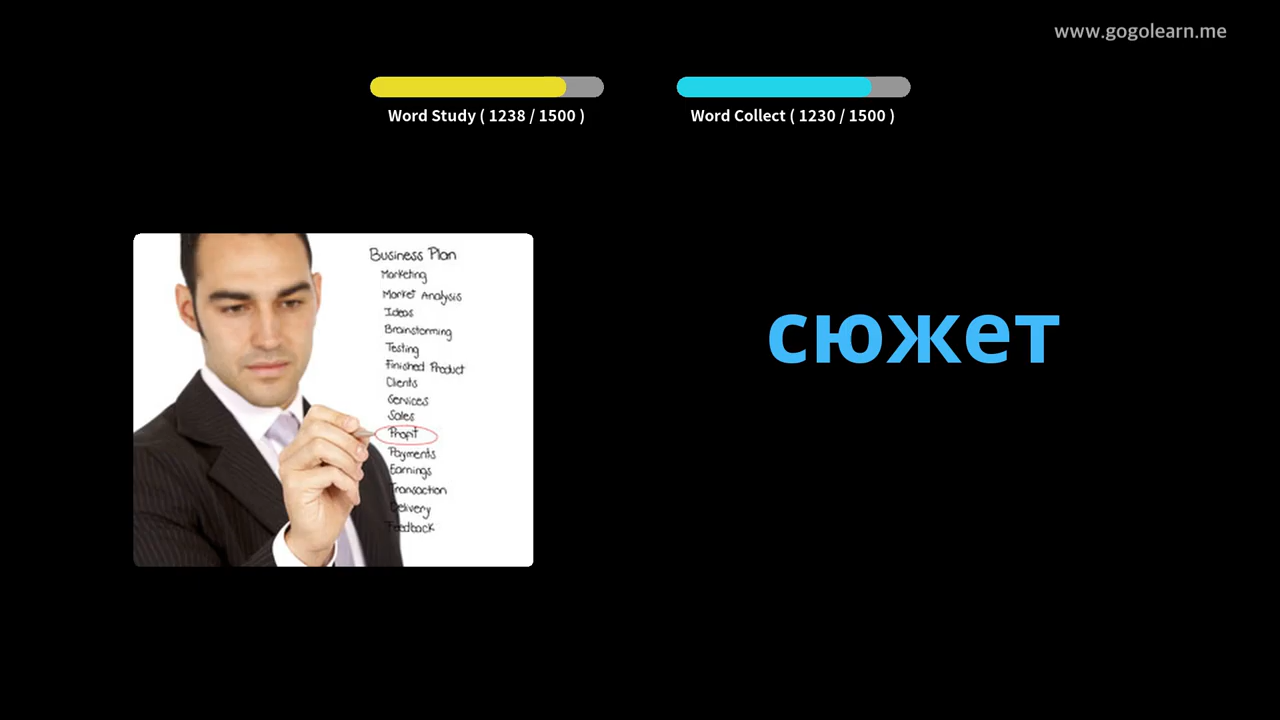 www.gogolearn.me
Word Study ( 1238 / 1500 )
Word Collect ( 1230 / 1500 )
Business Plan
Marketing
Market Analysis
Ideas
Brainstorming
Testing
Finished Product
Clients
Services
Sales
Profit
Payments
Earnings
Transaction
Delivery
Feedback
сюжет